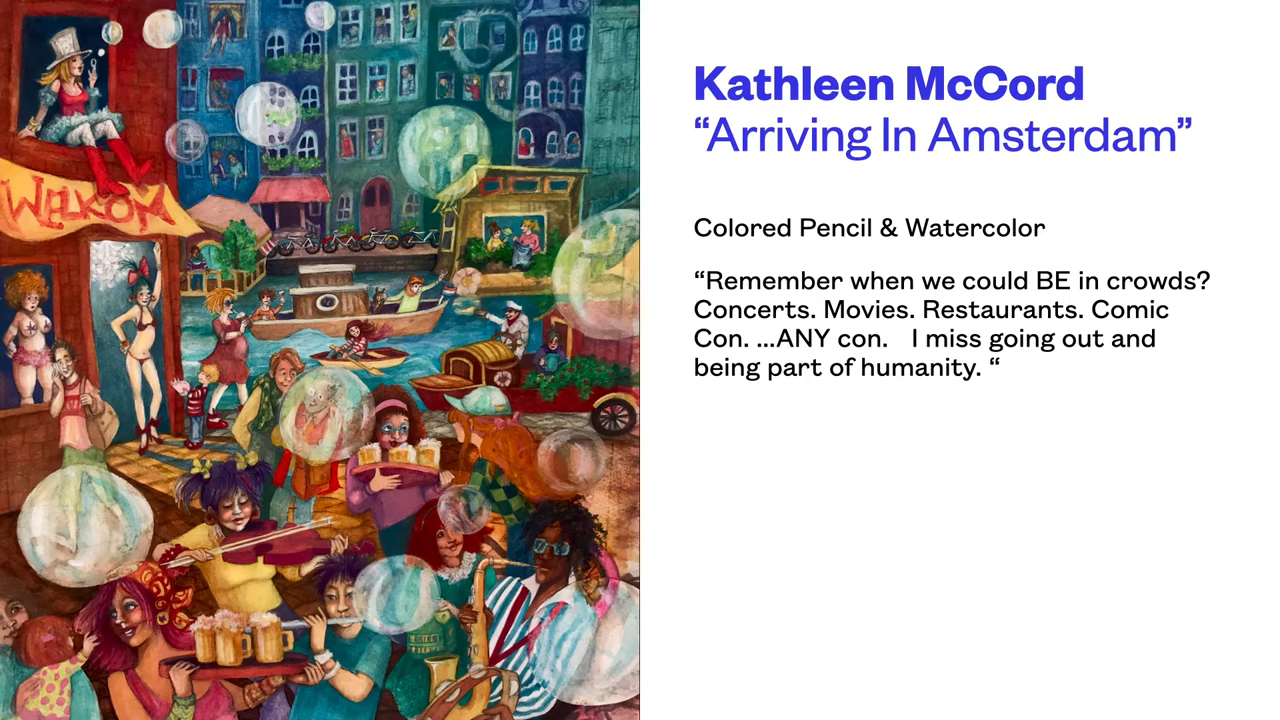 WELKOM
Kathleen McCord
“Arriving In Amsterdam”
Colored Pencil & Watercolor
“Remember when we could BE in crowds?
Concerts. Movies. Restaurants. Comic
Con. ...ANY con.   I miss going out and
being part of humanity. “